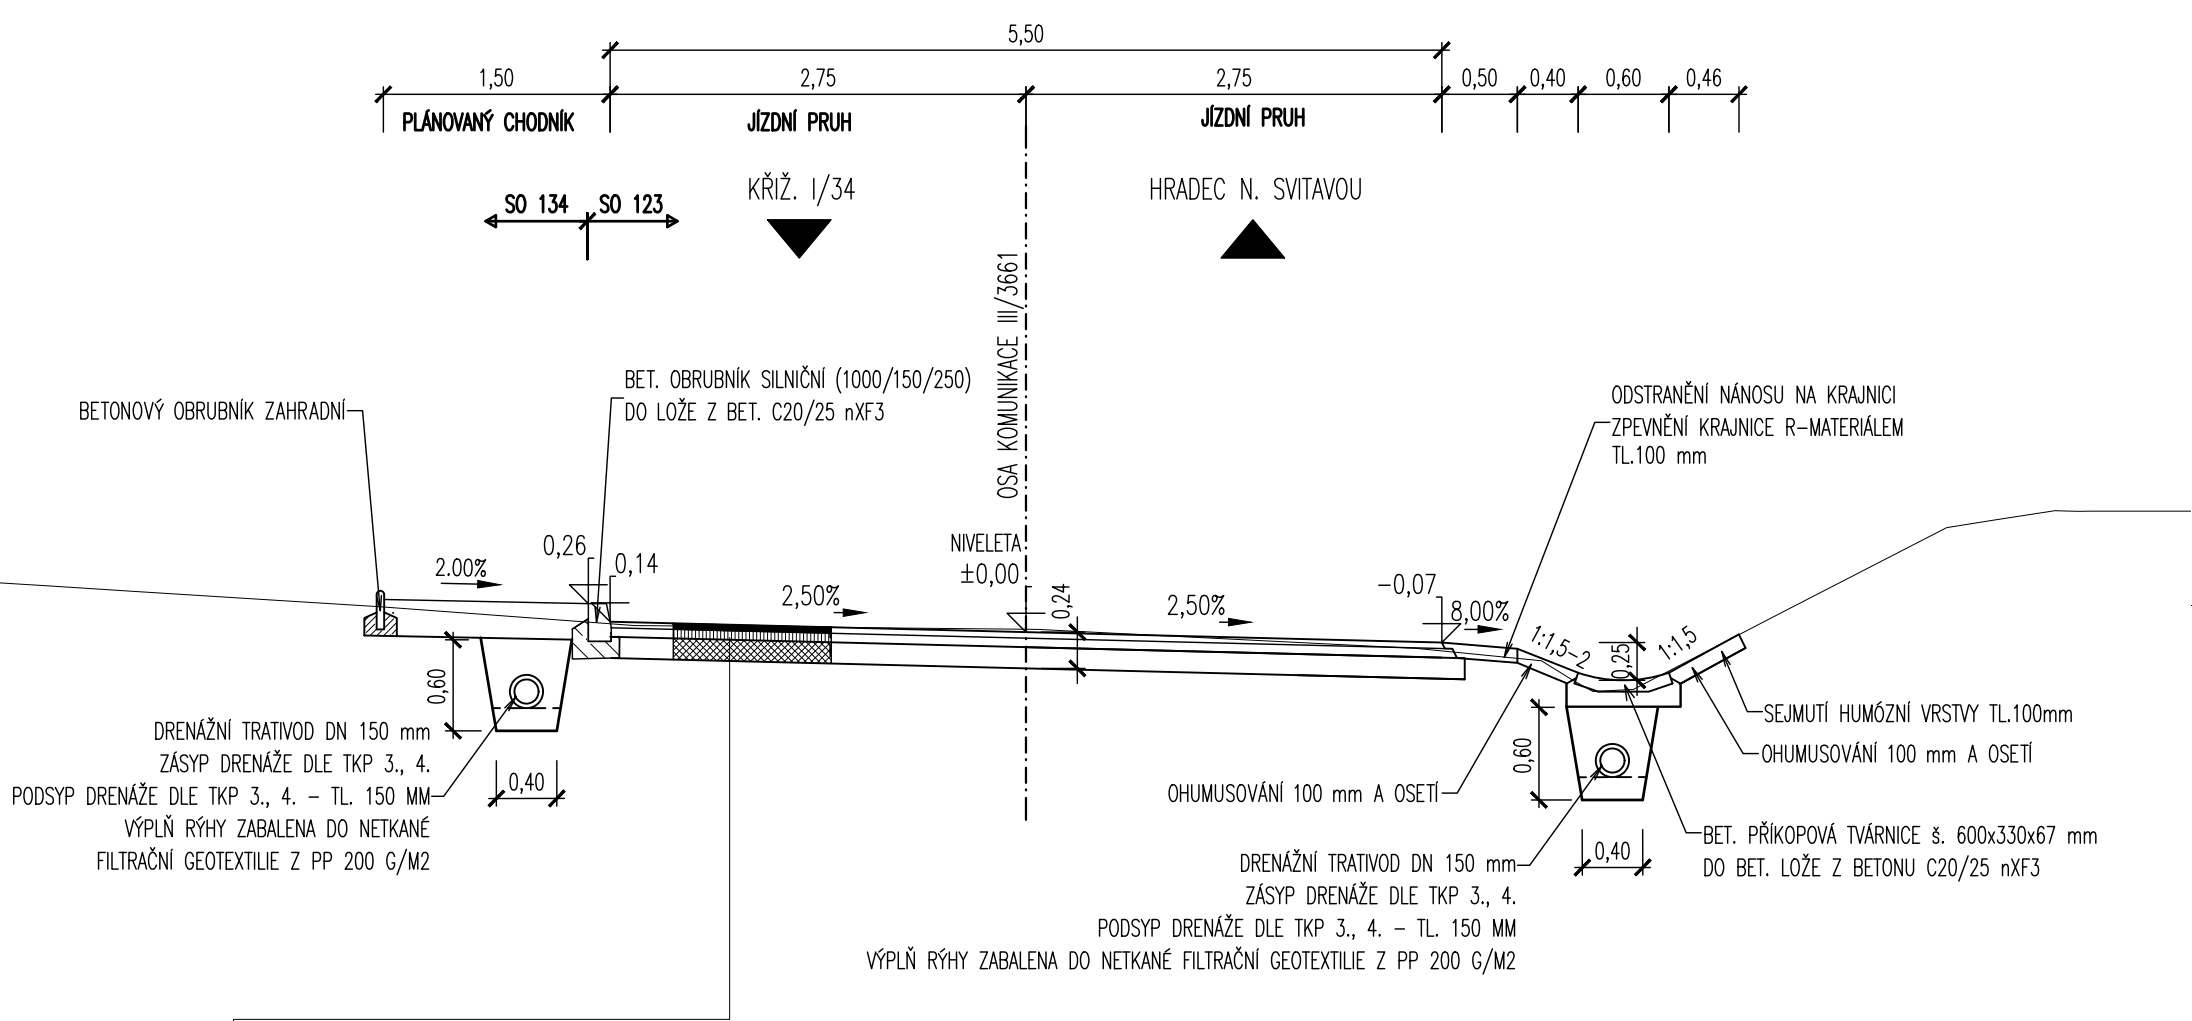 5,50
1,50
2,75
2,75
0,50
0,40
0,60
0,46
PLÁNOVANÝ CHODNÍK
JÍZDNÍ PRUH
JÍZDNÍ PRUH
KŘIŽ. I/34
HRADEC N. SVITAVOU
SO 134
SO 123
OSA KOMUNIKACE III/3661
BETONOVÝ OBRUBNÍK ZAHRADNÍ
BET. OBRUBNÍK SILNIČNÍ (1000/150/250)
DO LOŽE Z BET. C20/25 nXF3
ODSTRANĚNÍ NÁNOSU NA KRAJNICI
ZPEVNĚNÍ KRAJNICE R-MATERIÁLEM
TL.100 mm
NIVELETA
±0,00
0,26
0,14
2.00%
2,50%
0,24
2,50%
-0,07
8,00%
1:1,5-2
0,25
1:1,5
0,60
0,40
DRENÁŽNÍ TRATIVOD DN 150 mm
ZÁSYP DRENÁŽE DLE TKP 3., 4.
PODSYP DRENÁŽE DLE TKP 3., 4. - TL. 150 MM
VÝPLŇ RÝHY ZABALENA DO NETKANÉ
FILTRAČNÍ GEOTEXTILIE Z PP 200 G/M2
SEJMUTÍ HUMÓZNÍ VRSTVY TL.100mm
OHUMUSOVÁNÍ 100 mm A OSETÍ
OHUMUSOVÁNÍ 100 mm A OSETÍ
0,60
0,40
BET. PŘÍKOPOVÁ TVÁRNICE š. 600x330x67 mm
DO BET. LOŽE Z BETONU C20/25 nXF3
DRENÁŽNÍ TRATIVOD DN 150 mm
ZÁSYP DRENÁŽE DLE TKP 3., 4.
PODSYP DRENÁŽE DLE TKP 3., 4. - TL. 150 MM
VÝPLŇ RÝHY ZABALENA DO NETKANÉ FILTRAČNÍ GEOTEXTILIE Z PP 200 G/M2